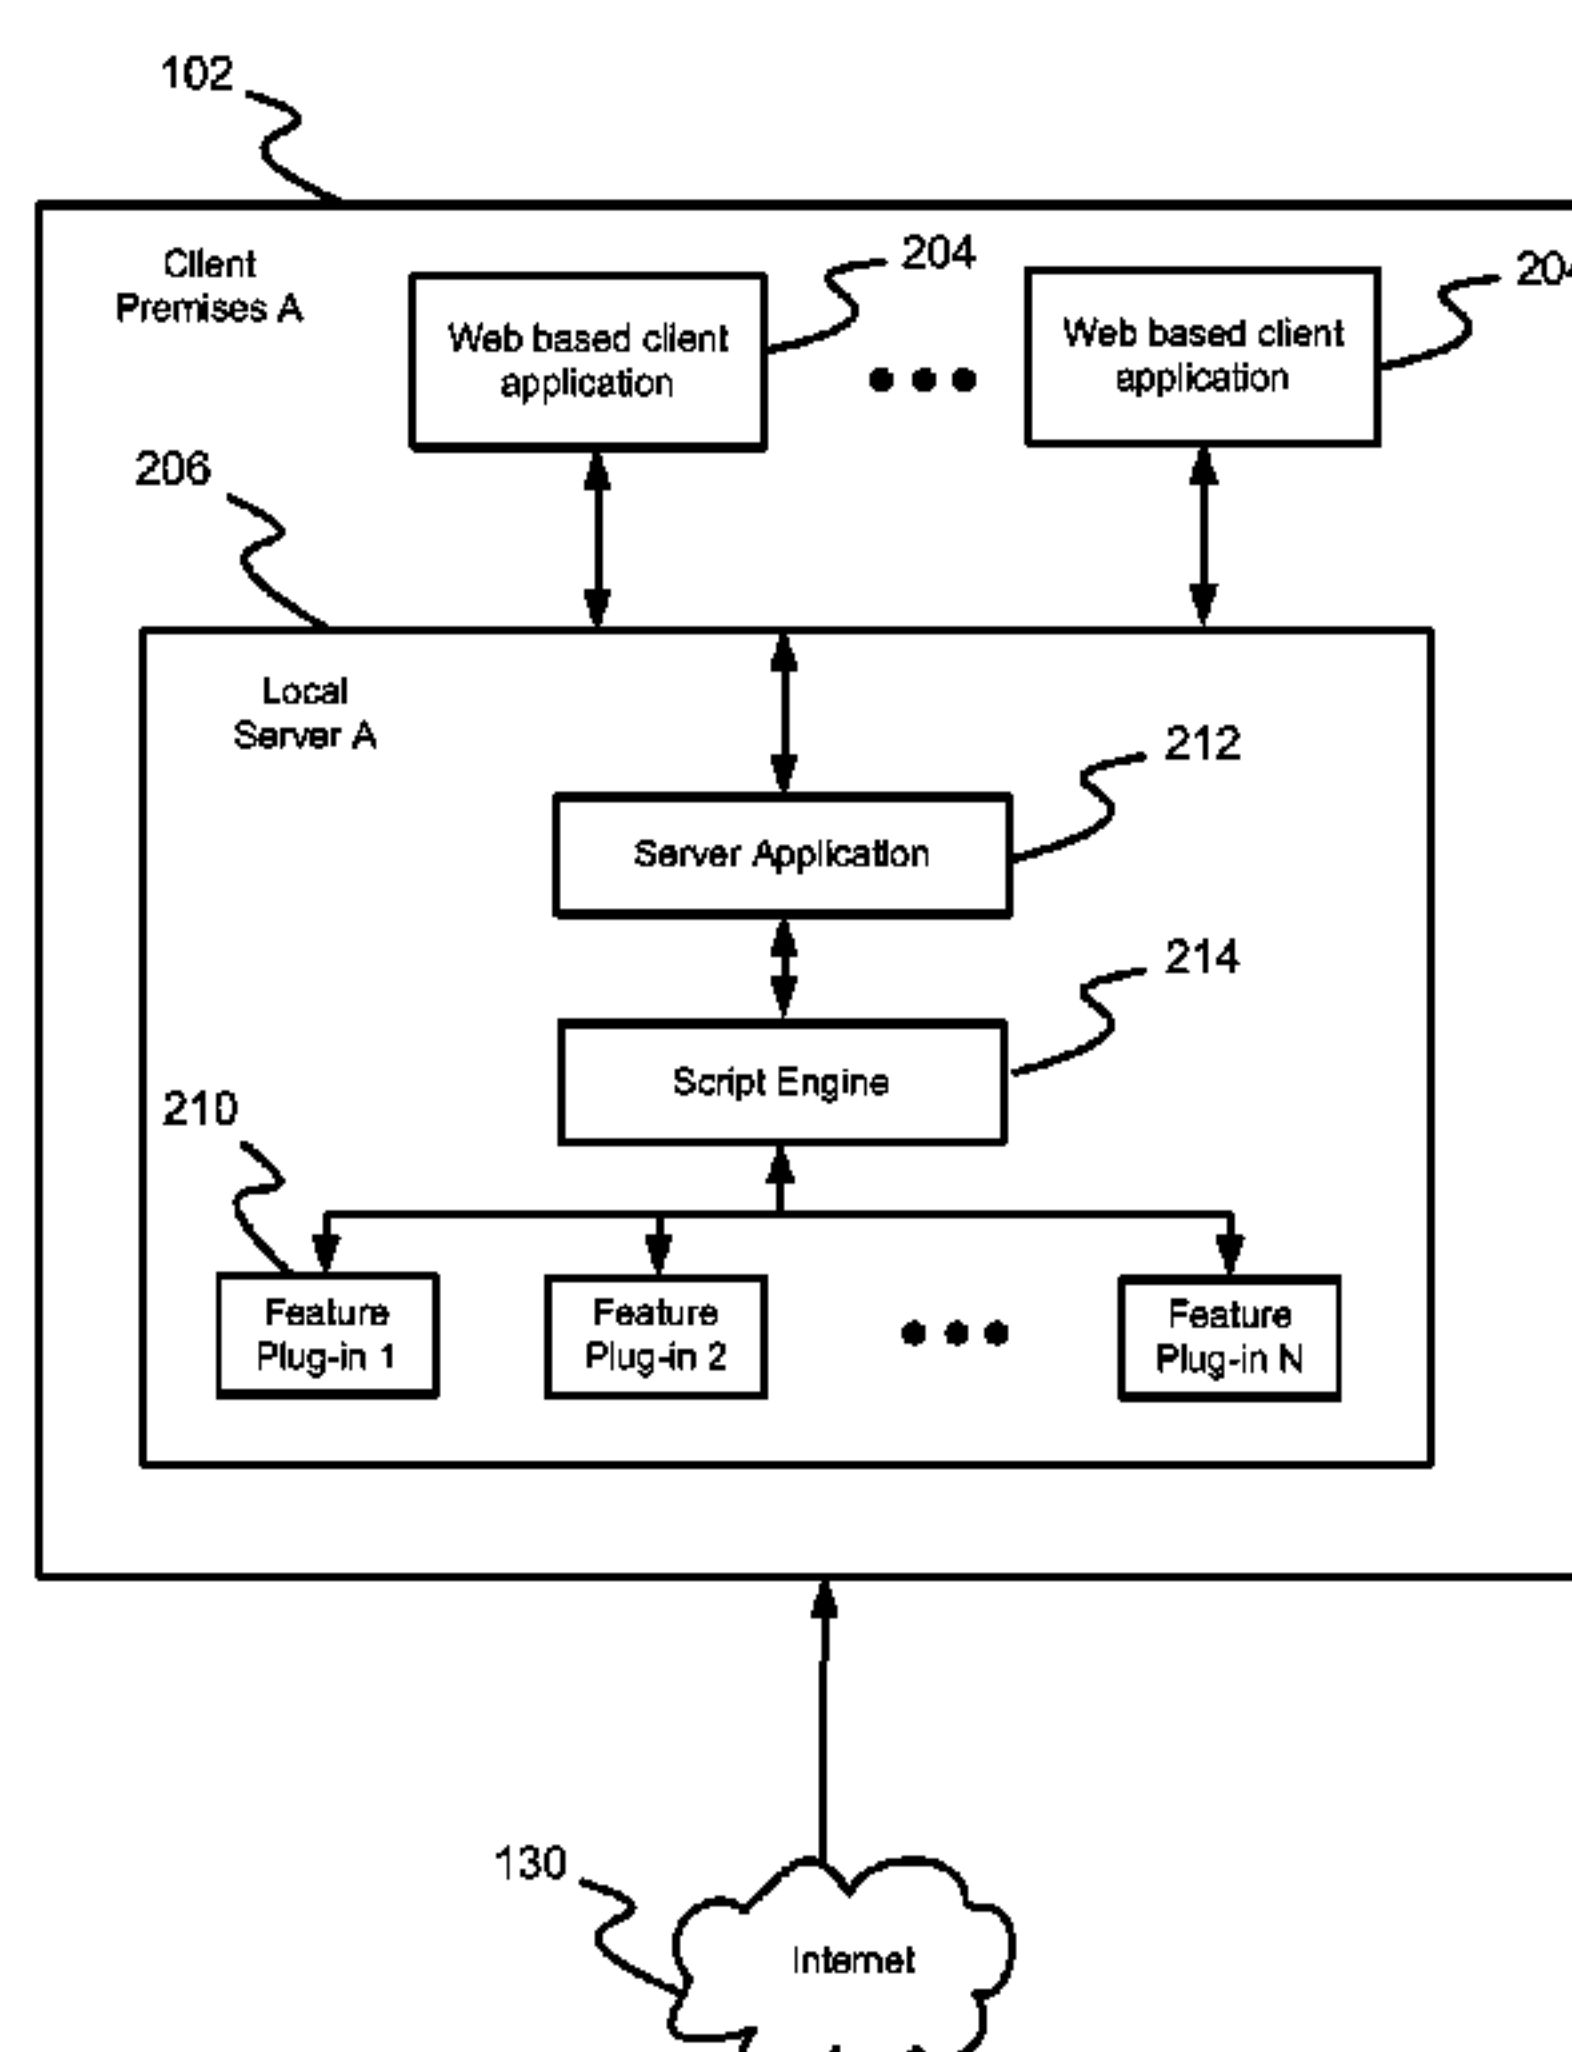 102
Client
Premises A
204
Web based client
application
204
Web based client
application
206
Local
Server A
212
Server Application
214
Script Engine
210
Feature
Plug-in 1
Feature
Plug-in 2
Feature
Plug-in N
130
Internet